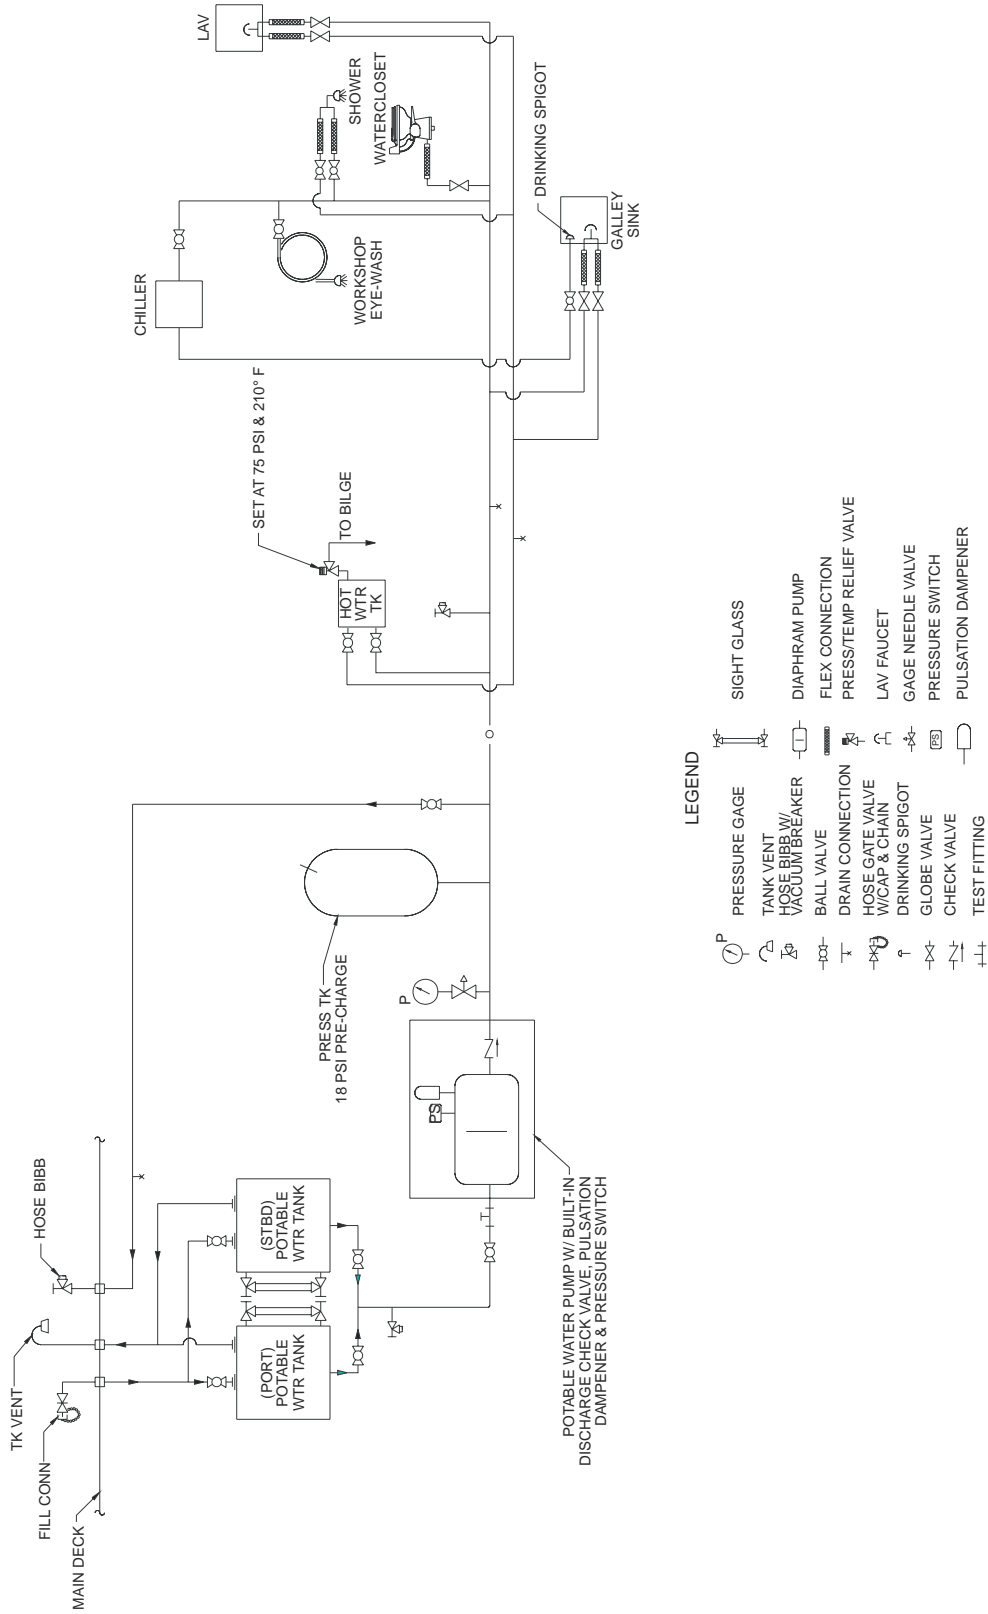 MAIN DECK
FILL CONN
TK VENT
HOSE BIBB
(PORT)
POTABLE
WTR TANK
(STBD)
POTABLE
WTR TANK
POTABLE WATER PUMP W/ BUILT-IN
DISCHARGE CHECK VALVE, PULSATION
DAMPENER & PRESSURE SWITCH
PS
P
PRESS TK
18 PSI PRE-CHARGE
HOT
WTR
TK
TO BILGE
SET AT 75 PSI & 210° F
CHILLER
WORKSHOP
EYE-WASH
SHOWER
WATERCLOSET
LAV
DRINKING SPIGOT
GALLEY
SINK
LEGEND
P
PRESSURE GAGE
TANK VENT
HOSE BIBB W/
VACUUM BREAKER
BALL VALVE
DRAIN CONNECTION
HOSE GATE VALVE
W/CAP & CHAIN
DRINKING SPIGOT
GLOBE VALVE
CHECK VALVE
TEST FITTING
SIGHT GLASS
DIAPHRAM PUMP
FLEX CONNECTION
PRESS/TEMP RELIEF VALVE
LAV FAUCET
GAGE NEEDLE VALVE
PS
PRESSURE SWITCH
PULSATION DAMPENER